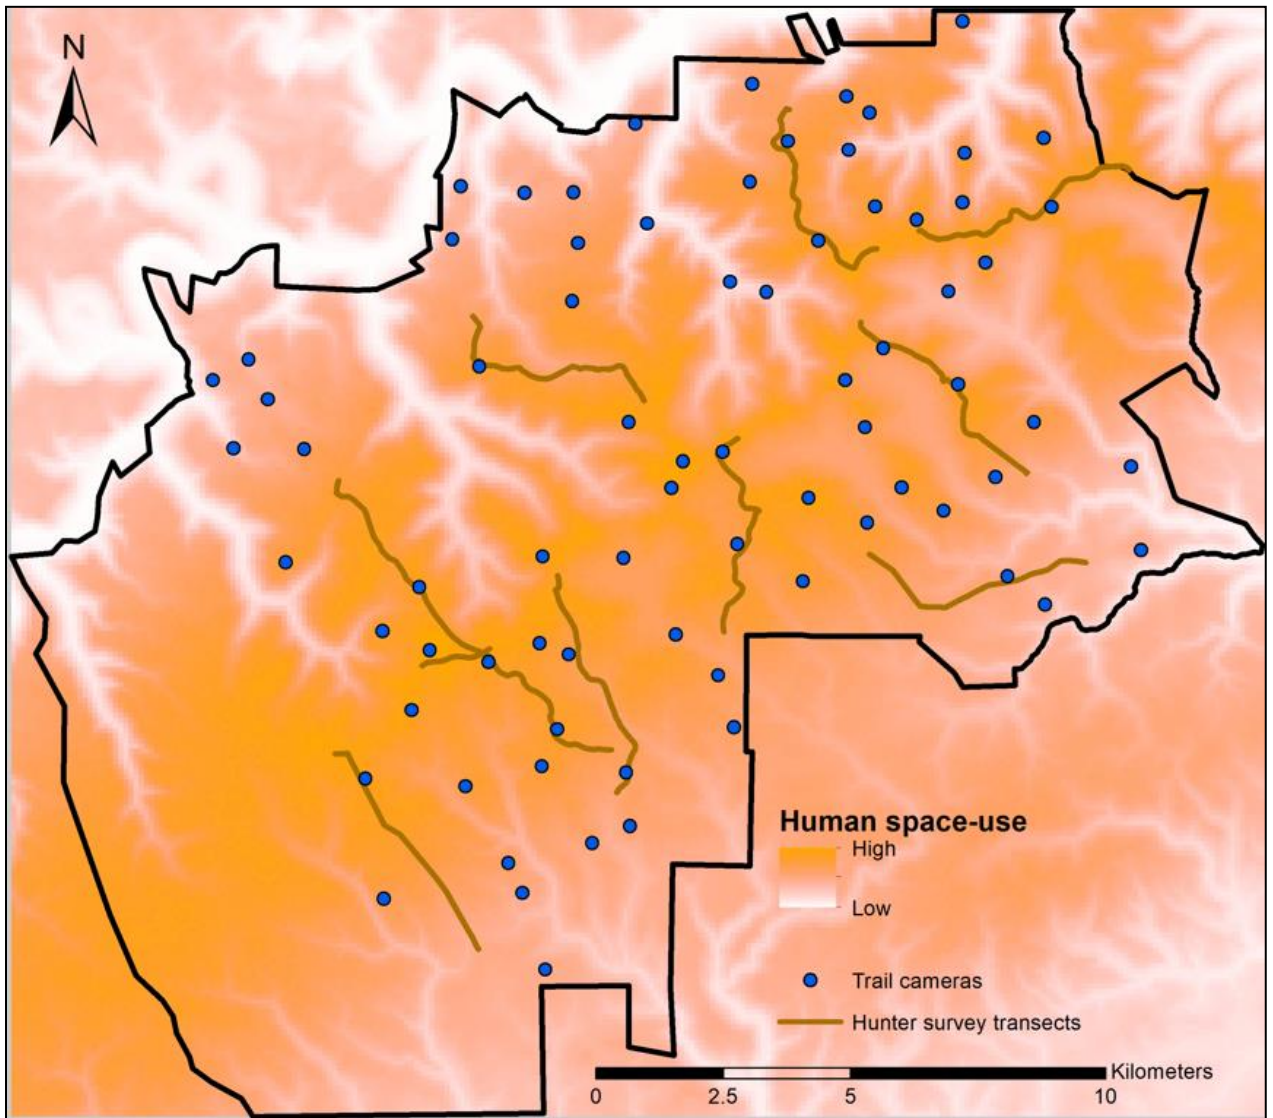 N
Human space-use
High
Low
Trail cameras
Hunter survey transects
Kilometers
0 2.5 5 10